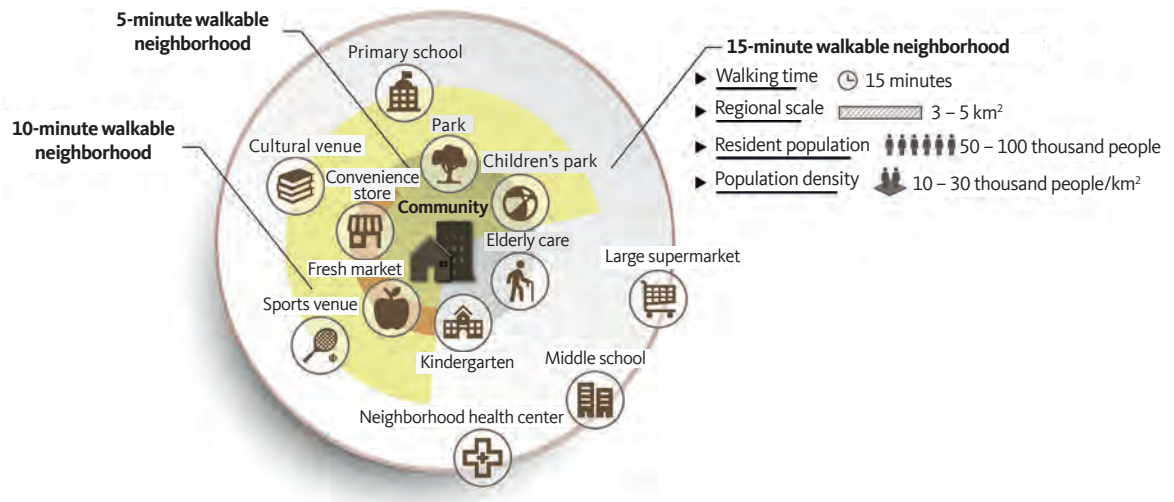 5-minute walkable
neighborhood
Primary school
15-minute walkable neighborhood
Walking time 15 minutes
Regional scale 3 – 5 km²
Resident population 50 – 100 thousand people
Population density 10 – 30 thousand people/km²
10-minute walkable
neighborhood
Park
Cultural venue
Children's park
Convenience
store
Community
Elderly care
Large supermarket
Fresh market
Sports venue
Kindergarten
Middle school
Neighborhood health center